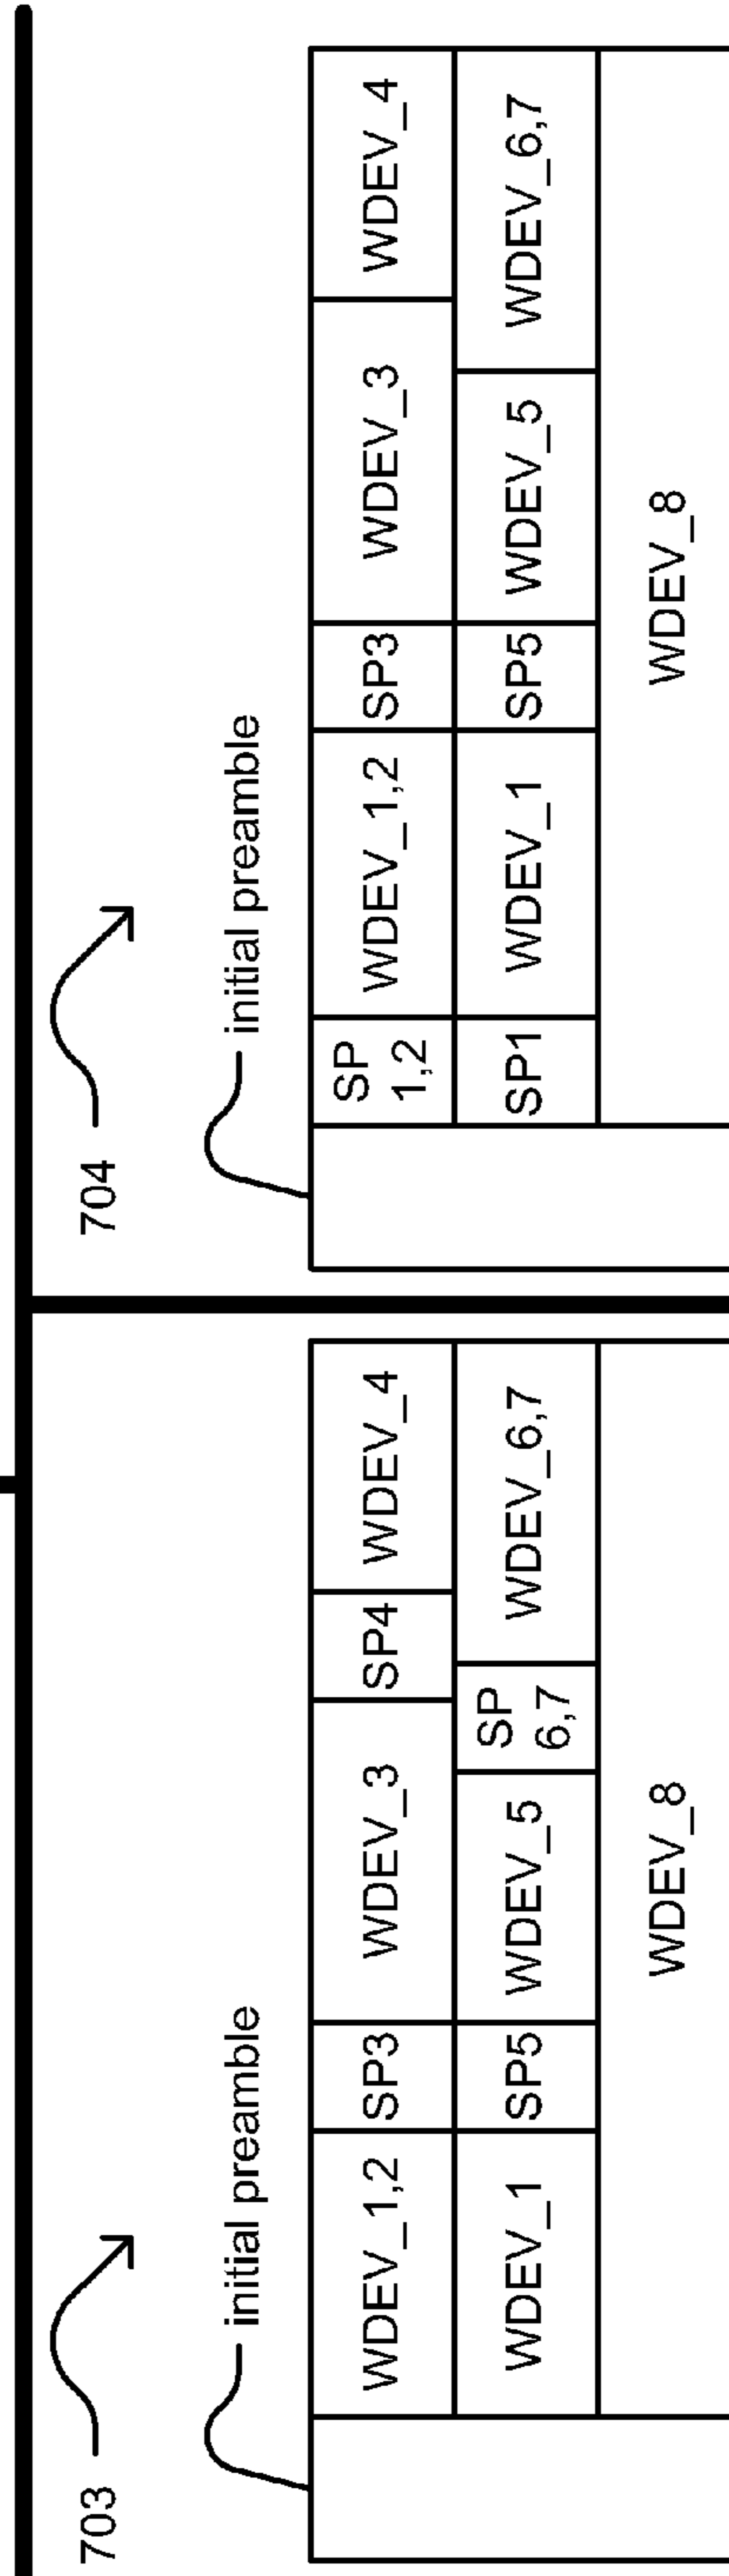 703
initial preamble
WDEV_1,2
SP3
WDEV_3
SP4
WDEV_4
WDEV_1
SP5
WDEV_5
SP
6,7
WDEV_6,7
WDEV_8
704
initial preamble
SP
1,2
WDEV_1,2
SP3
WDEV_3
WDEV_4
SP1
WDEV_1
SP5
WDEV_5
WDEV_6,7
WDEV_8